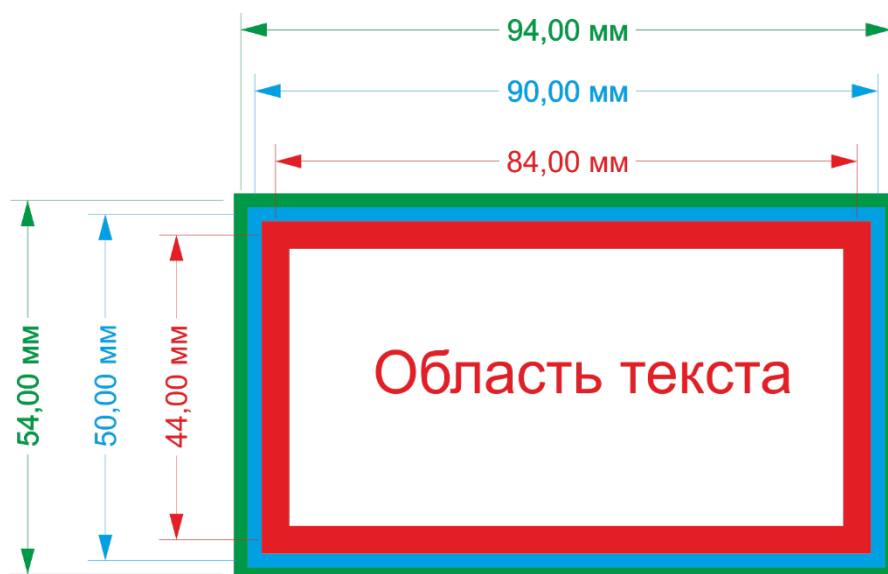 94,00 мм
90,00 мм
84,00 мм
54,00 мм
50,00 мм
44,00 мм
Область текста